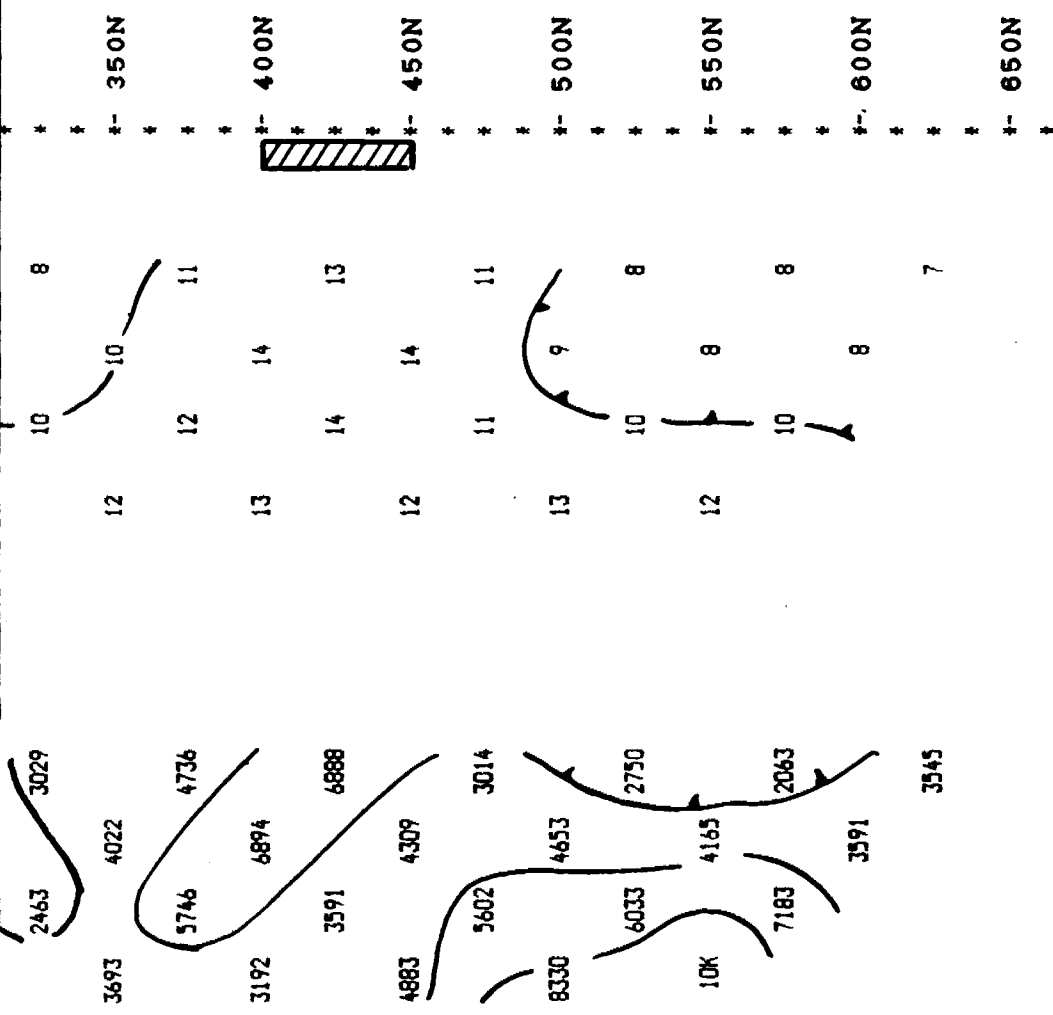 2463 3029 10 8
3693 4022 12 10 350N
5746 4736 12 11
3192 6894 13 14 400N
3591 6888 14 13
4883 4309 12 14 450N
5602 3014 11 11
8330 4653 13 9 500N
6033 2750 10 8
10K 4165 12 8 550N
7183 2063 10 8
3591 8 600N
3545 7
650N